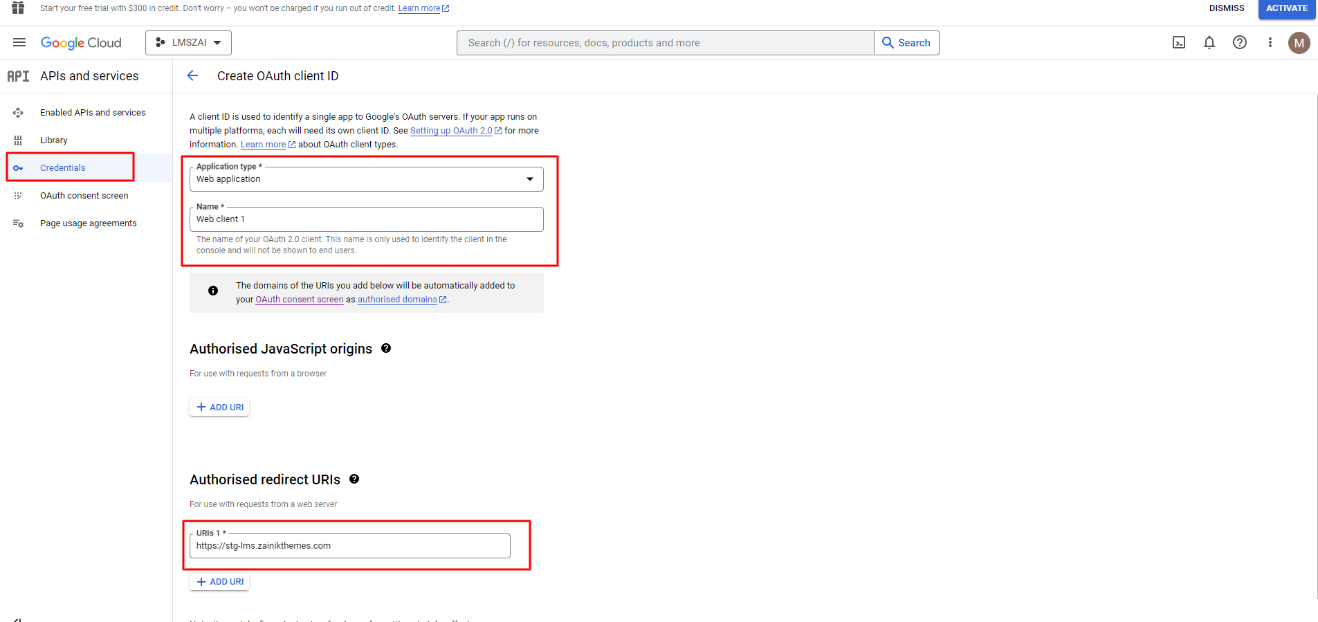 Start your free trial with $300 in credit. Don't worry – you won't be charged if you run out of credit. Learn more
DISMISS
ACTIVATE
Google Cloud
LMSZAI
Search (/) for resources, docs, products and more
Search
M
API APIs and services
Create OAuth client ID
Enabled APIs and services
Library
Credentials
OAuth consent screen
Page usage agreements
A client ID is used to identify a single app to Google's OAuth servers. If your app runs on
multiple platforms, each will need its own client ID. See Setting up OAuth 2.0 for more
information. Learn more about OAuth client types.
Application type *
Web application
Name *
Web client 1
The name of your OAuth 2.0 client. This name is only used to identify the client in the
console and will not be shown to end users.
The domains of the URIs you add below will be automatically added to
your OAuth consent screen as authorised domains.
Authorised JavaScript origins
For use with requests from a browser
+ ADD URI
Authorised redirect URIs
For use with requests from a web server
URIs 1 *
https://stg-lms.zainikthemes.com
+ ADD URI